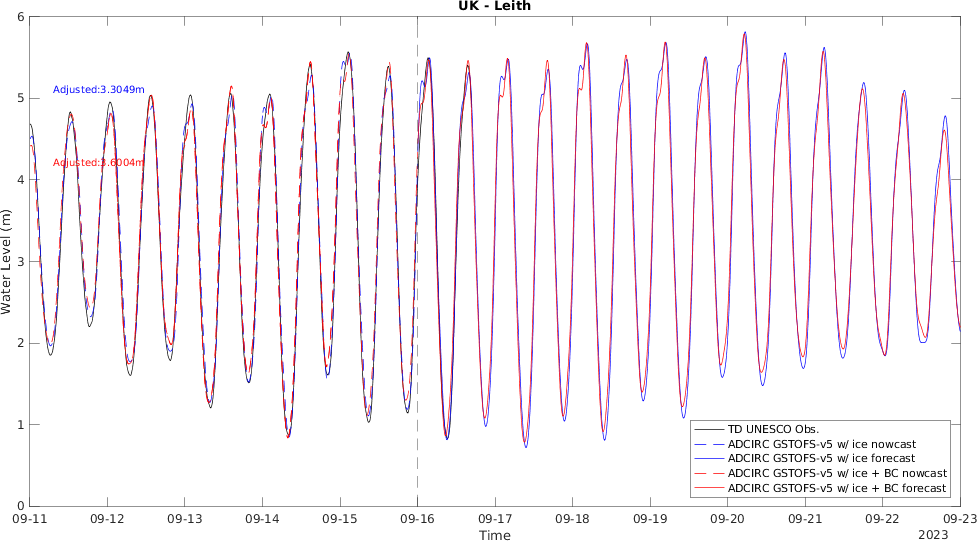 UK - Leith
6
5
4
3
2
1
0
Water Level (m)
Adjusted:3.3049m
Adjusted:3.6004m
TD UNESCO Obs.
ADCIRC GSTOFS-v5 w/ ice nowcast
ADCIRC GSTOFS-v5 w/ ice forecast
ADCIRC GSTOFS-v5 w/ ice + BC nowcast
ADCIRC GSTOFS-v5 w/ ice + BC forecast
09-11 09-12 09-13 09-14 09-15 09-16 09-17 09-18 09-19 09-20 09-21 09-22 09-23
Time
2023